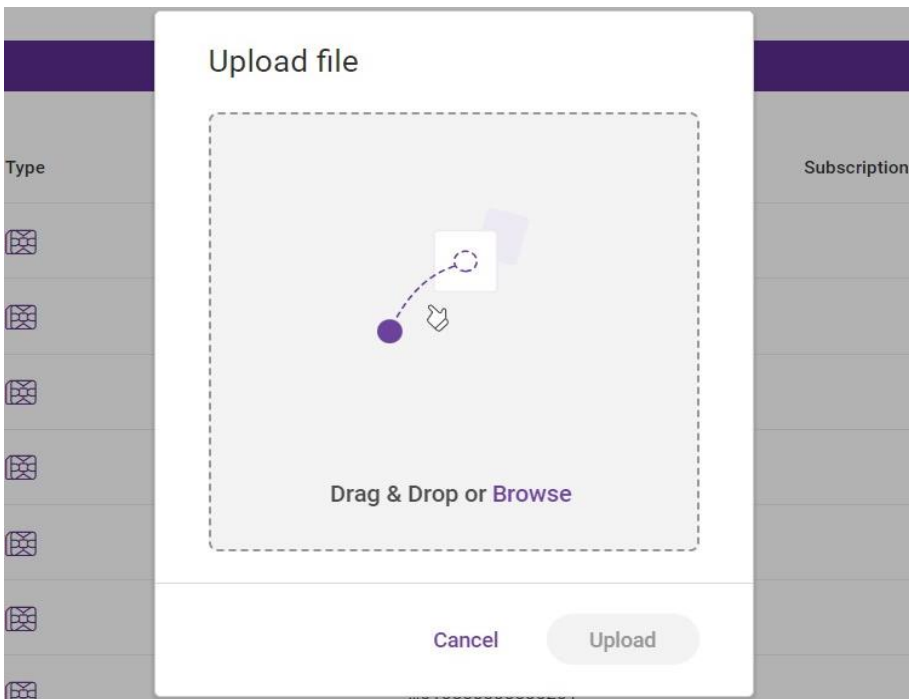 Upload file
Type
Subscription
Drag & Drop or Browse
Cancel
Upload